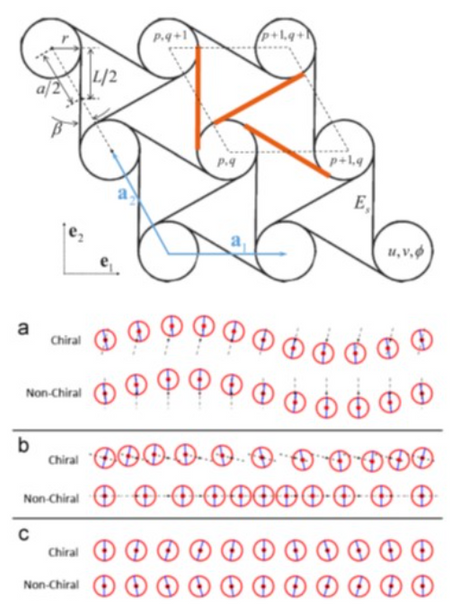 p,q+1
p+1,q+1
r
L/2
a/2
β
p,q
p+1,q
a₂
Eₛ
e₂
a₁
e₁
u,v,ϕ
a
Chiral
Non-Chiral
b
Chiral
Non-Chiral
c
Chiral
Non-Chiral